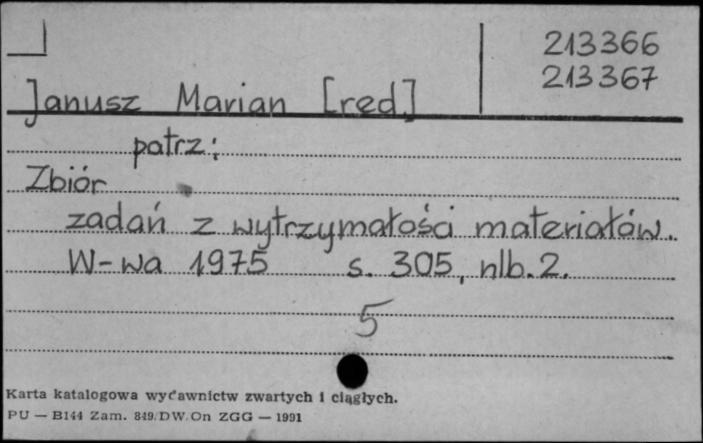 213366
213367
Janusz Marian [red.]
patrz:
Zbiór
zadań z wytrzymałości materiałów.
W-wa 1975 s. 305, nlb. 2.
5
Karta katalogowa wydawnictw zwartych i ciągłych.
PU — B144 Zam. 849/DW.On ZGG — 1991